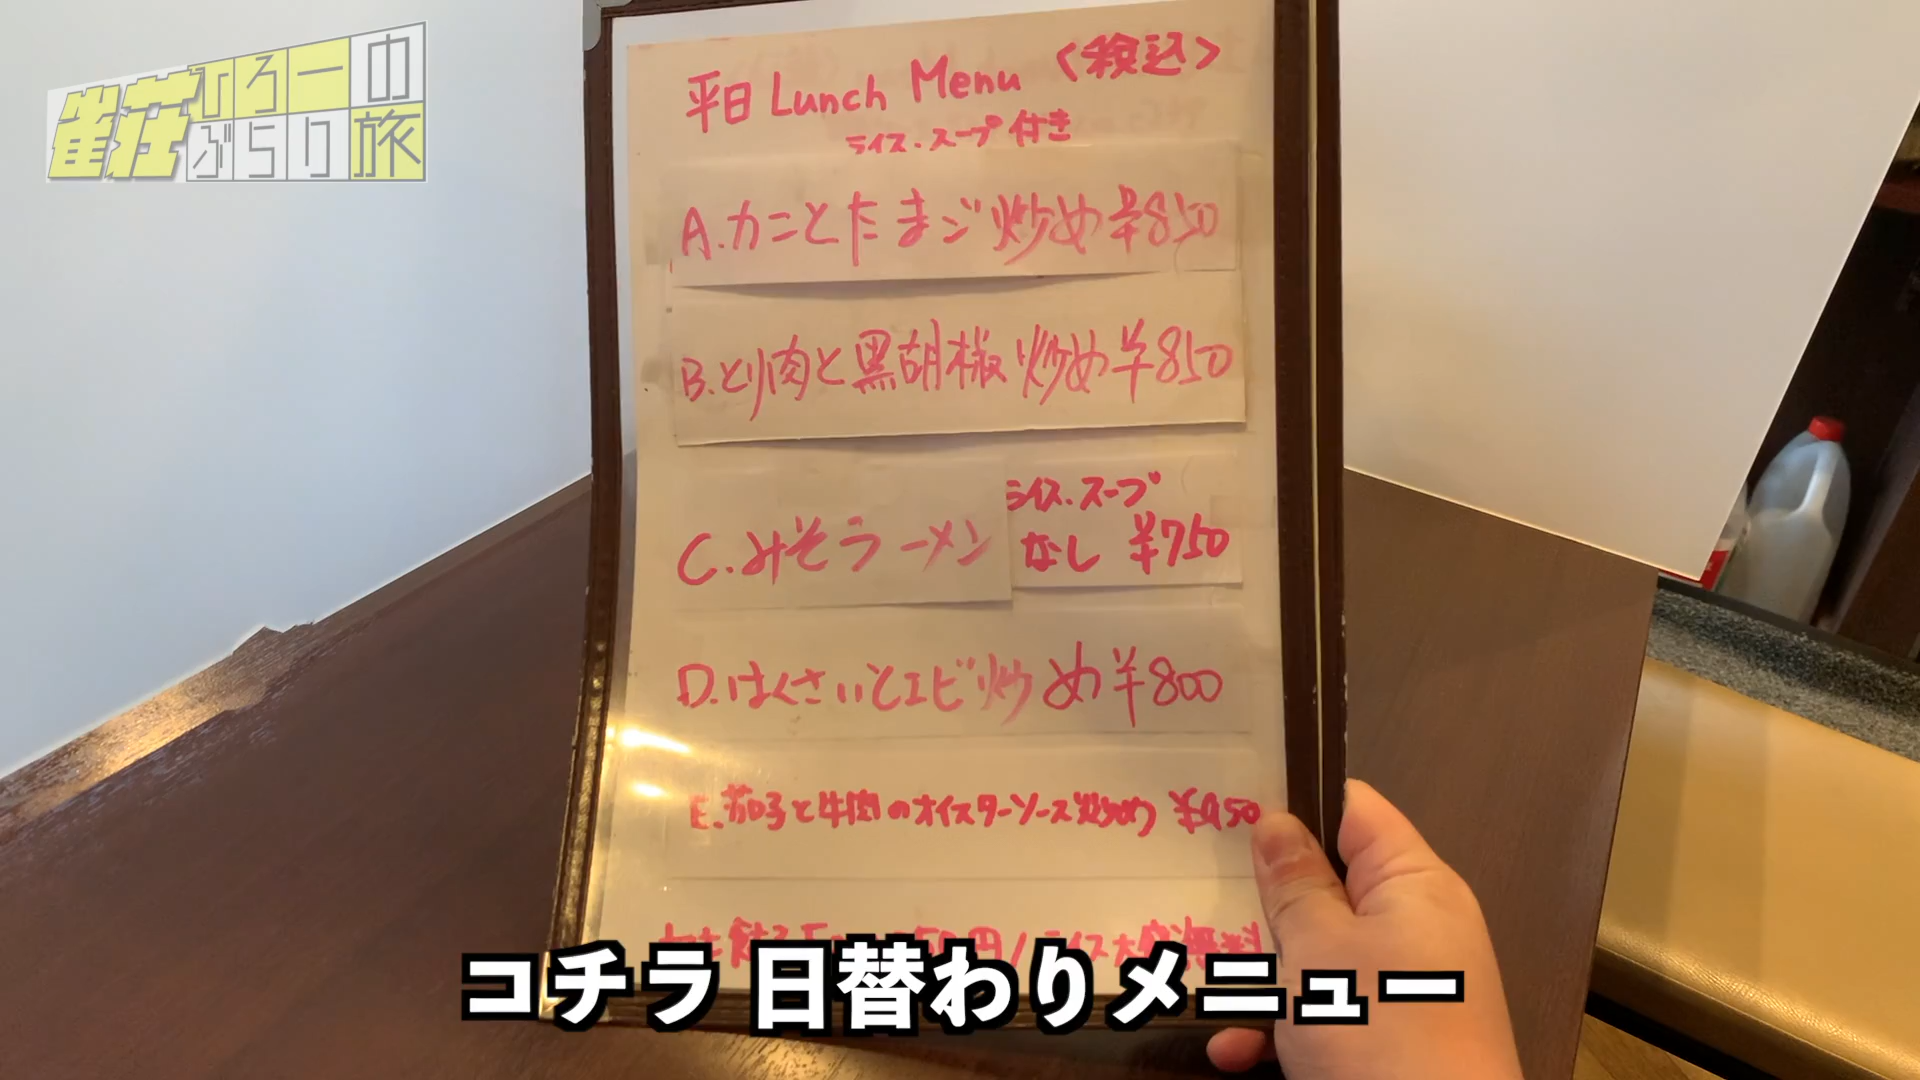 雀荘ひろーの
ぶらり旅
平日 Lunch Menu <税込>
ライス.スープ付き
A.カニとたまご炒め¥850
B.とり肉と黒胡椒炒め¥850
ライス.スープ
C.みそラーメン なし ¥750
D.はくさいとエビ炒め¥800
E.茄子と牛肉のオイスターソース炒め ¥950
コチラ 日替わりメニュー